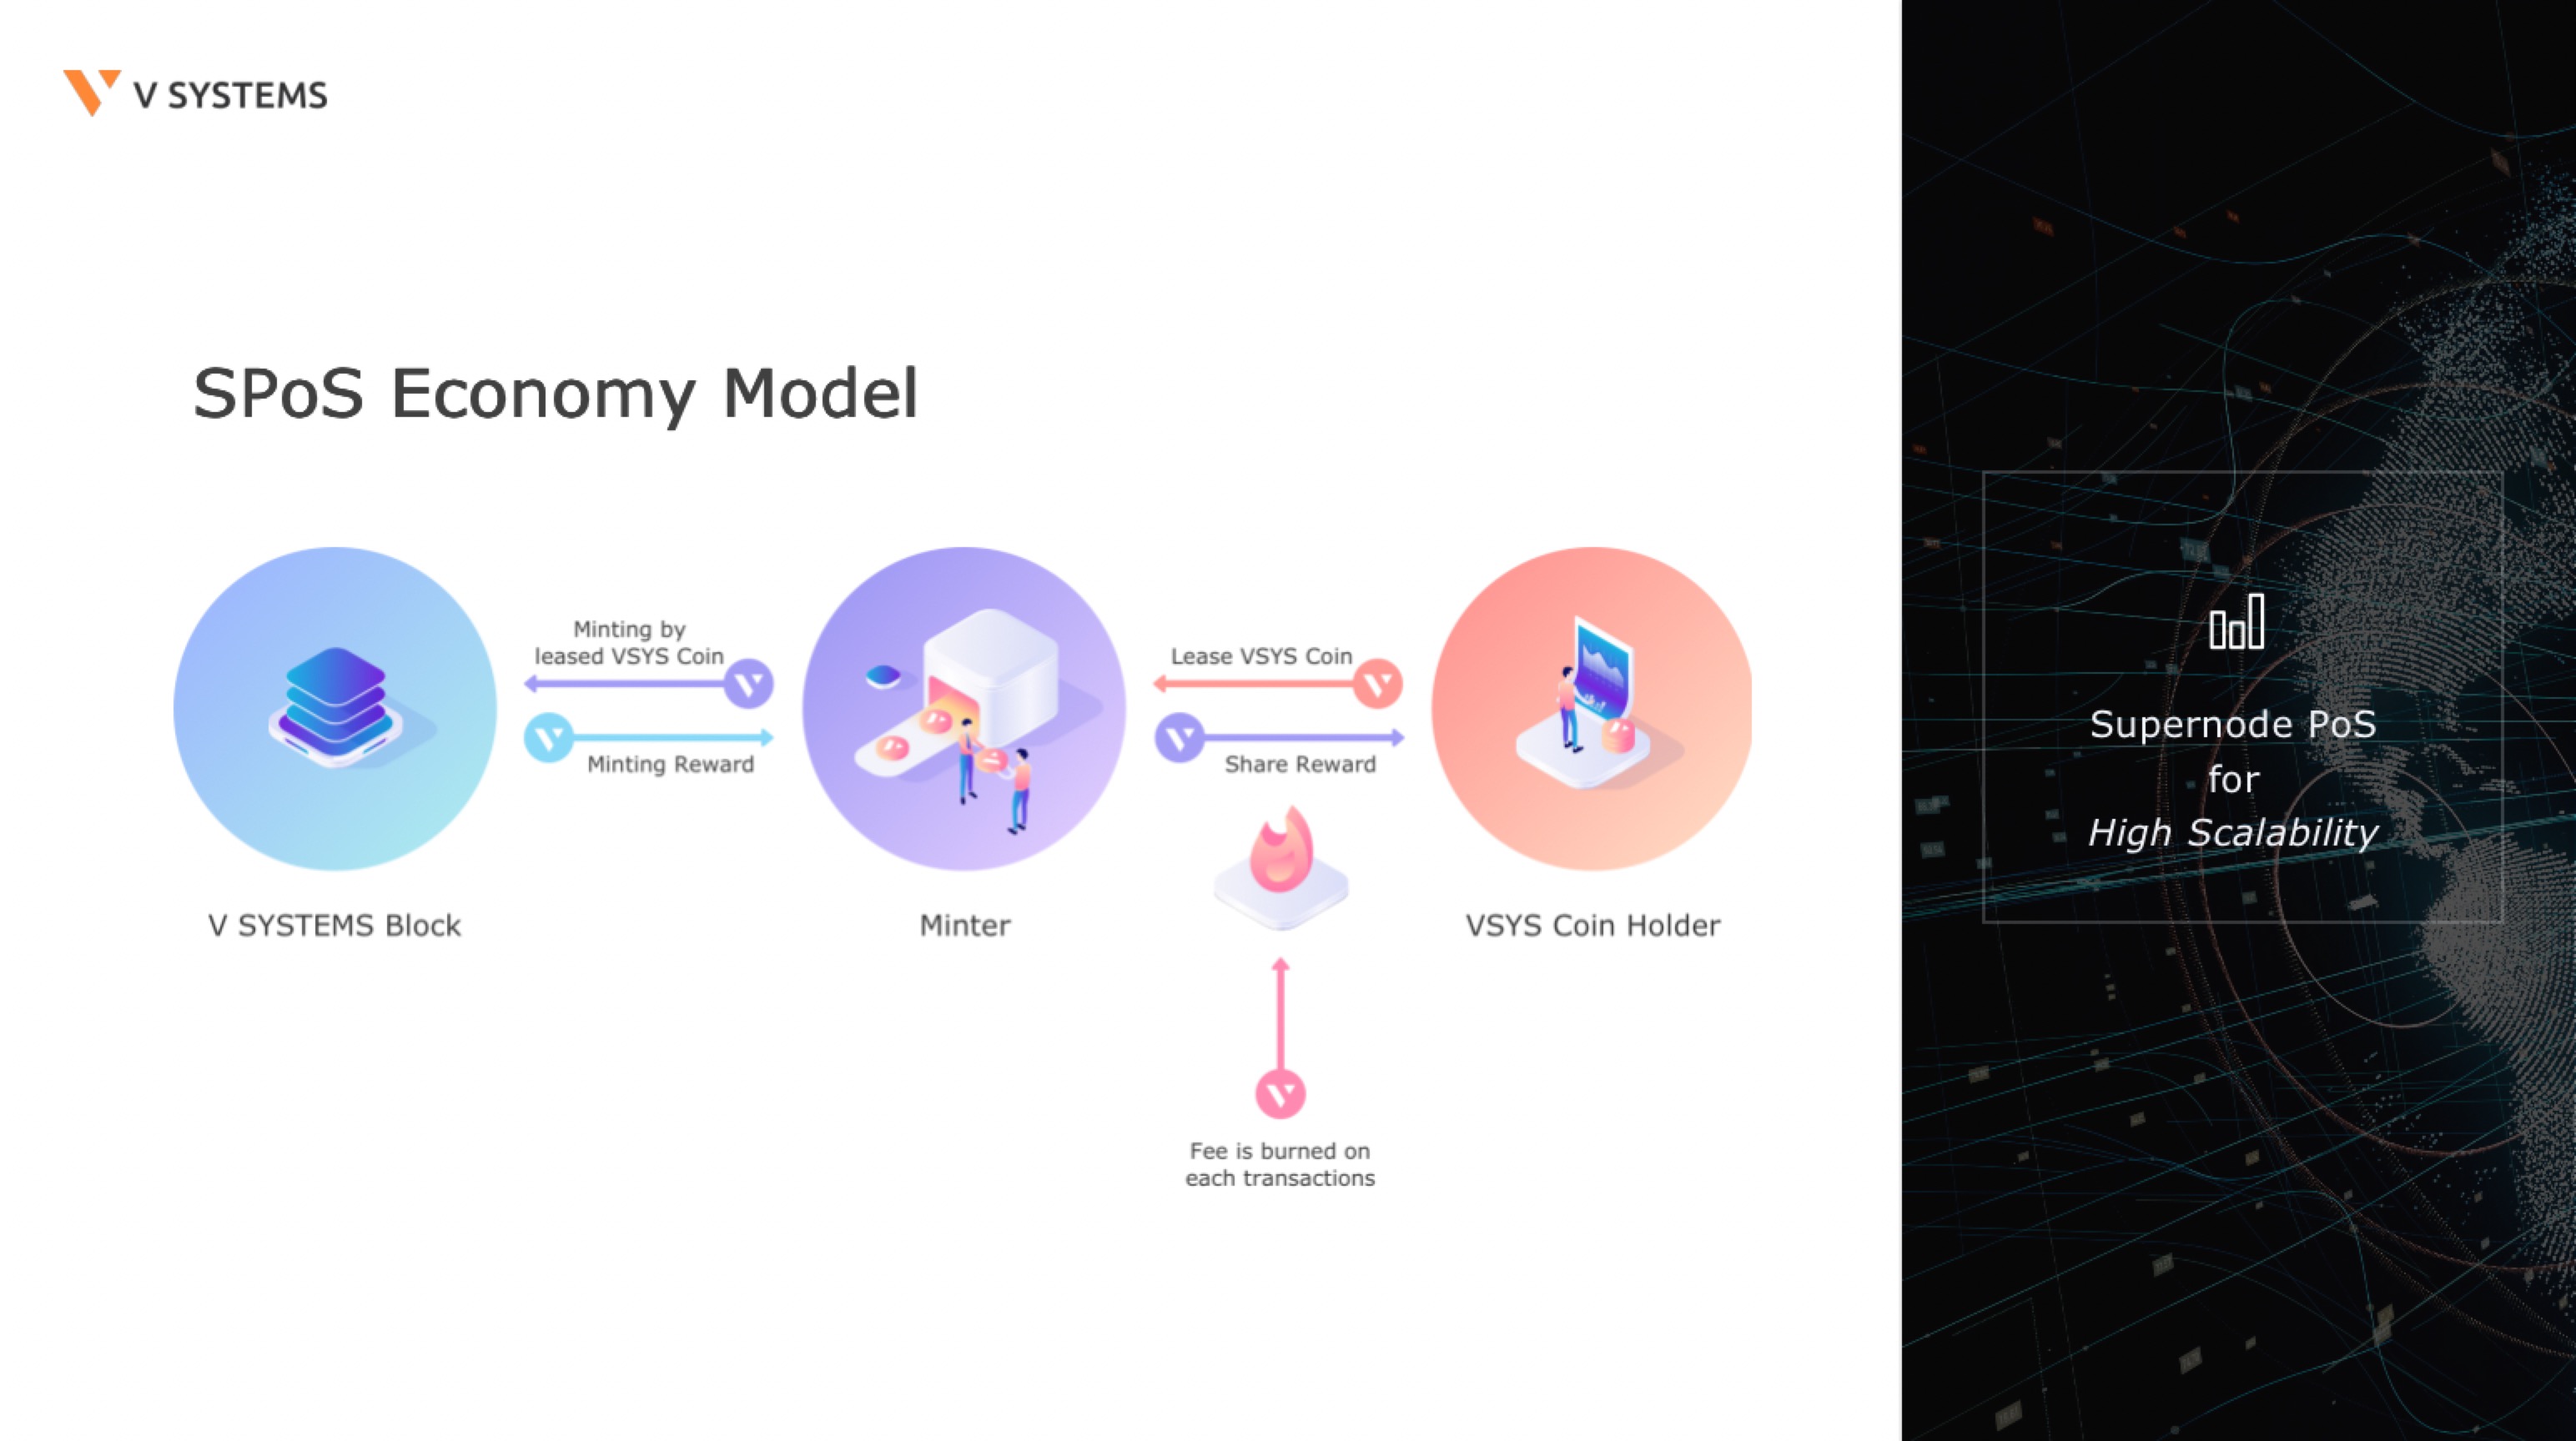 V SYSTEMS
SPoS Economy Model
Minting by
leased VSYS Coin
Minting Reward
Lease VSYS Coin
Share Reward
V SYSTEMS Block
Minter
VSYS Coin Holder
Fee is burned on
each transactions
Supernode PoS
for
High Scalability